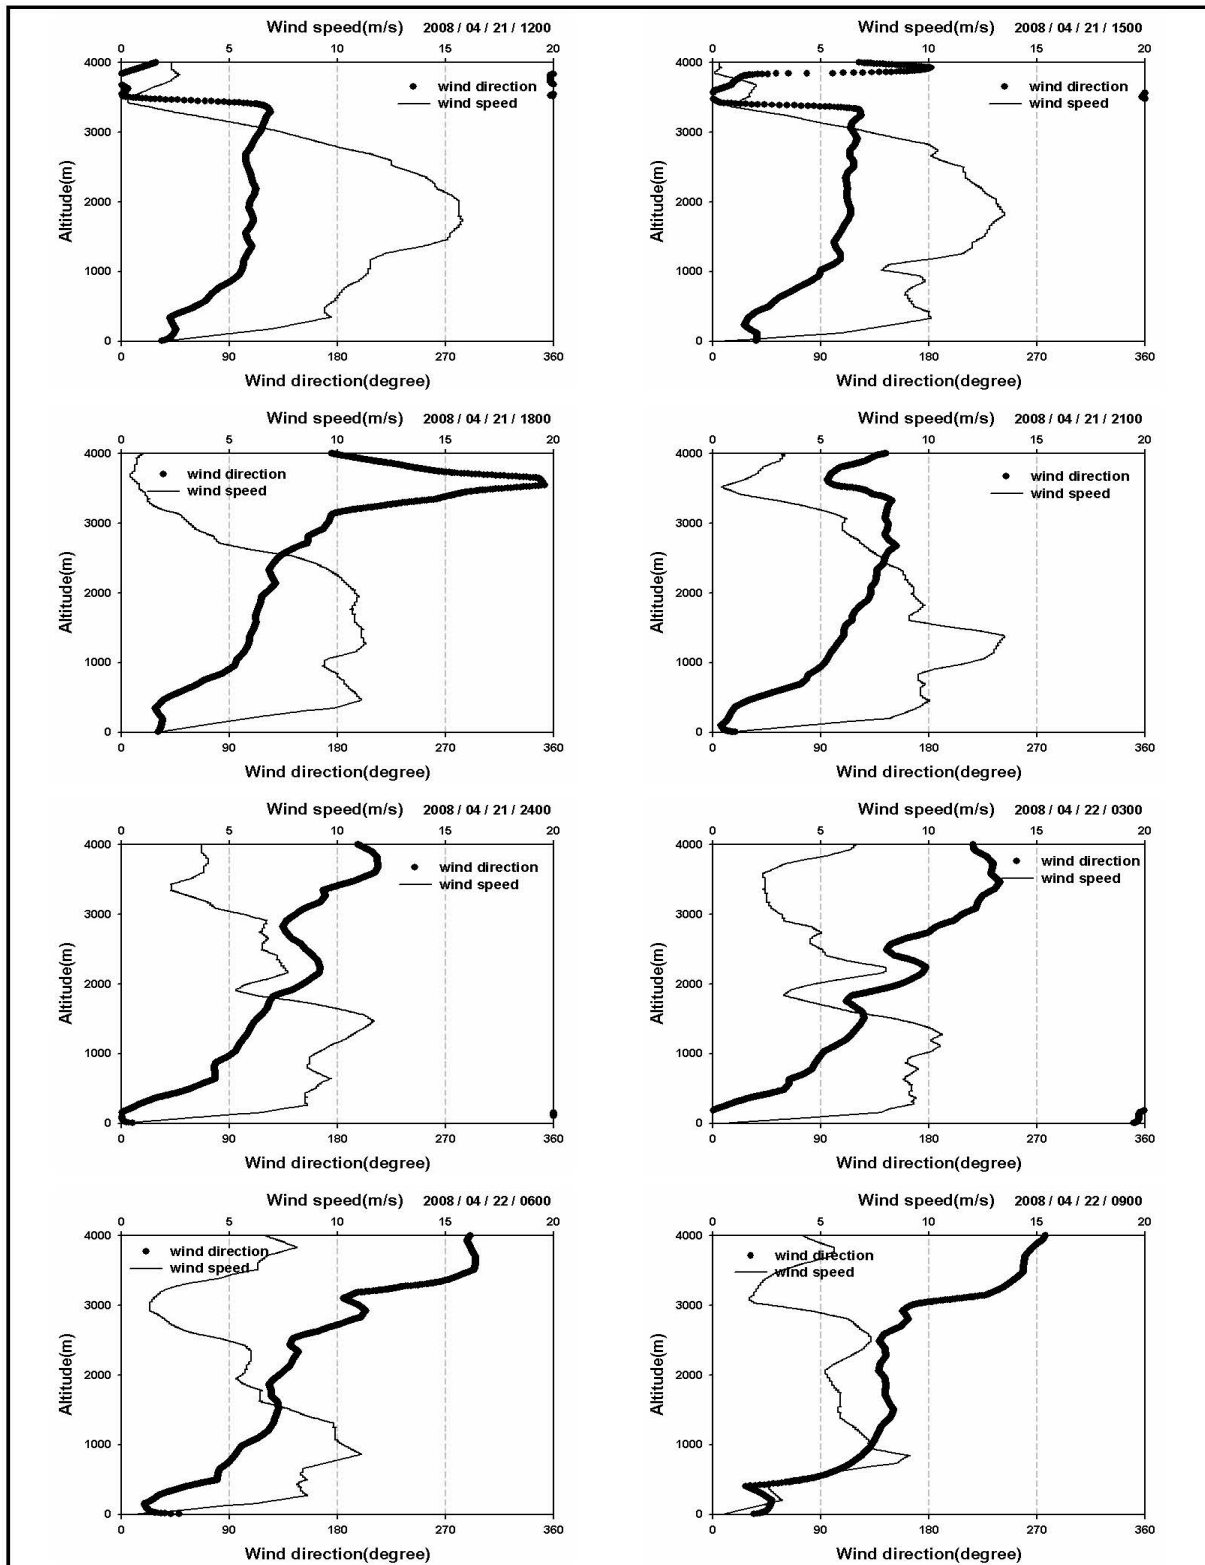 Wind speed(m/s) 2008 / 04 / 21 / 1200
0 5 10 15 20
4000
wind direction
wind speed
3000
Altitude(m)
2000
1000
0
0 90 180 270 360
Wind direction(degree)
Wind speed(m/s) 2008 / 04 / 21 / 1500
0 5 10 15 20
4000
wind direction
wind speed
3000
Altitude(m)
2000
1000
0
0 90 180 270 360
Wind direction(degree)
Wind speed(m/s) 2008 / 04 / 21 / 1800
0 5 10 15 20
4000
wind direction
wind speed
3000
Altitude(m)
2000
1000
0
0 90 180 270 360
Wind direction(degree)
Wind speed(m/s) 2008 / 04 / 21 / 2100
0 5 10 15 20
4000
wind direction
wind speed
3000
Altitude(m)
2000
1000
0
0 90 180 270 360
Wind direction(degree)
Wind speed(m/s) 2008 / 04 / 21 / 2400
0 5 10 15 20
4000
wind direction
wind speed
3000
Altitude(m)
2000
1000
0
0 90 180 270 360
Wind direction(degree)
Wind speed(m/s) 2008 / 04 / 22 / 0300
0 5 10 15 20
4000
wind direction
wind speed
3000
Altitude(m)
2000
1000
0
0 90 180 270 360
Wind direction(degree)
Wind speed(m/s) 2008 / 04 / 22 / 0600
0 5 10 15 20
4000
wind direction
wind speed
3000
Altitude(m)
2000
1000
0
0 90 180 270 360
Wind direction(degree)
Wind speed(m/s) 2008 / 04 / 22 / 0900
0 5 10 15 20
4000
wind direction
wind speed
3000
Altitude(m)
2000
1000
0
0 90 180 270 360
Wind direction(degree)